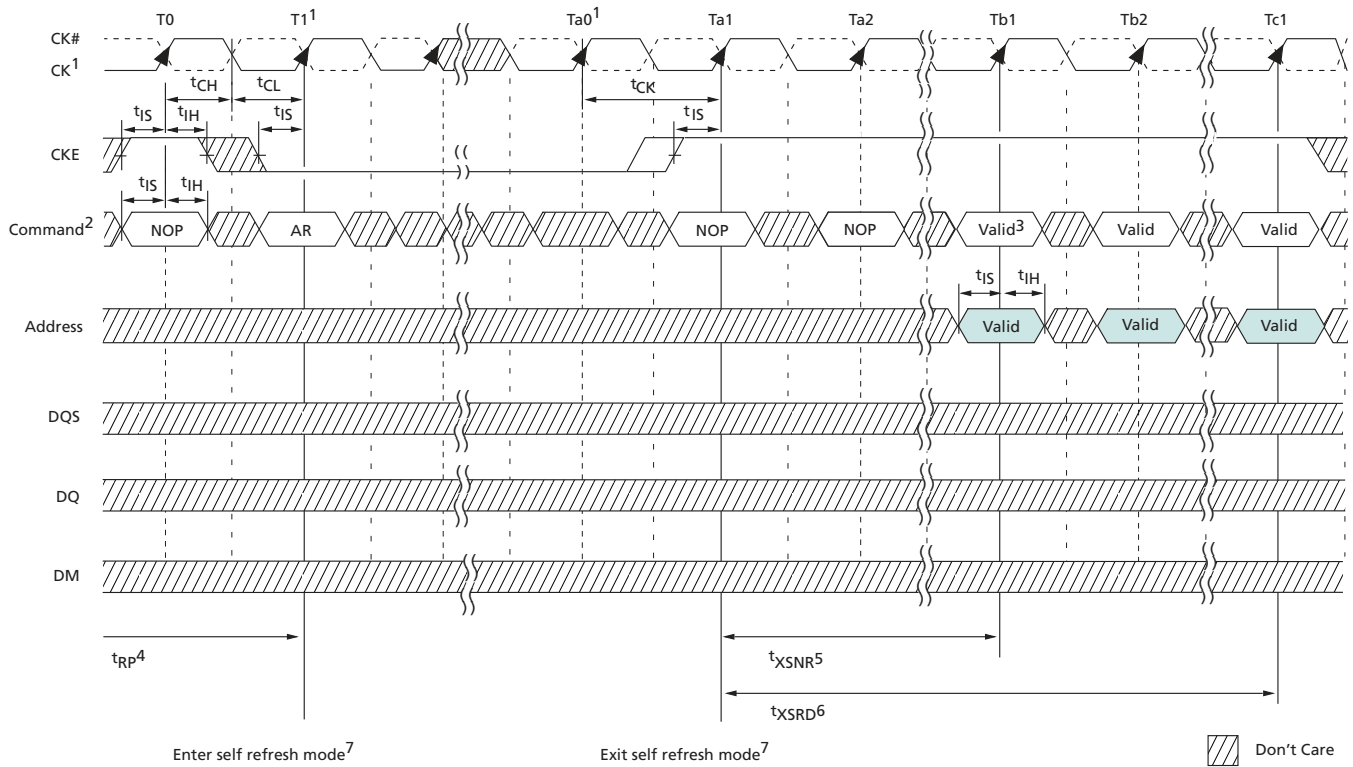 T0 T1¹ Ta0¹ Ta1 Ta2 Tb1 Tb2 Tc1
CK#
CK¹
tCH tCL tCK
tIS tIH tIS tIS
CKE
tIS tIH
Command² NOP AR NOP NOP Valid³ Valid Valid
tIS tIH
Address Valid Valid Valid
DQS
DQ
DM
tRP⁴ tXSNR⁵
tXSRD⁶
Enter self refresh mode⁷ Exit self refresh mode⁷ Don't Care